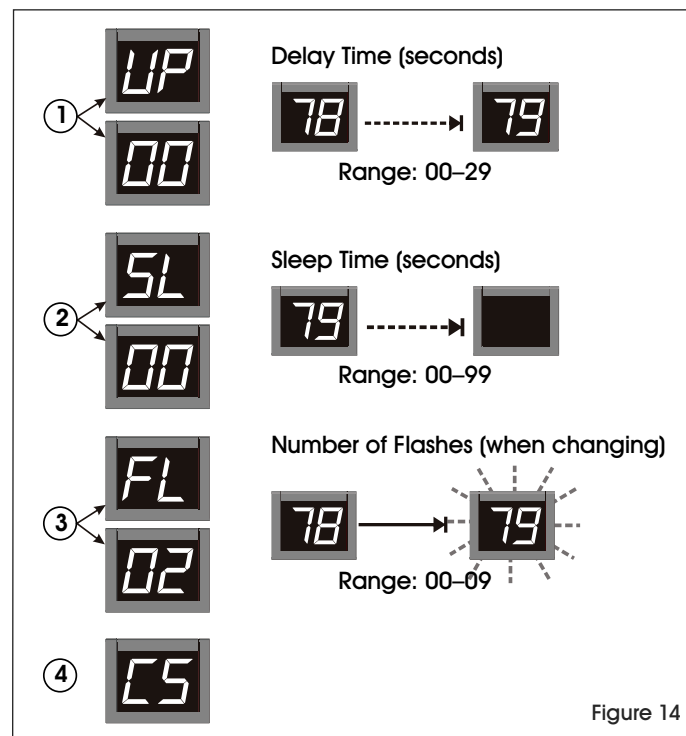 1
UP
00
Delay Time (seconds)
78
79
Range: 00–29
2
SL
00
Sleep Time (seconds)
79
Range: 00–99
3
FL
02
Number of Flashes (when changing)
78
79
Range: 00–09
4
CS
Figure 14